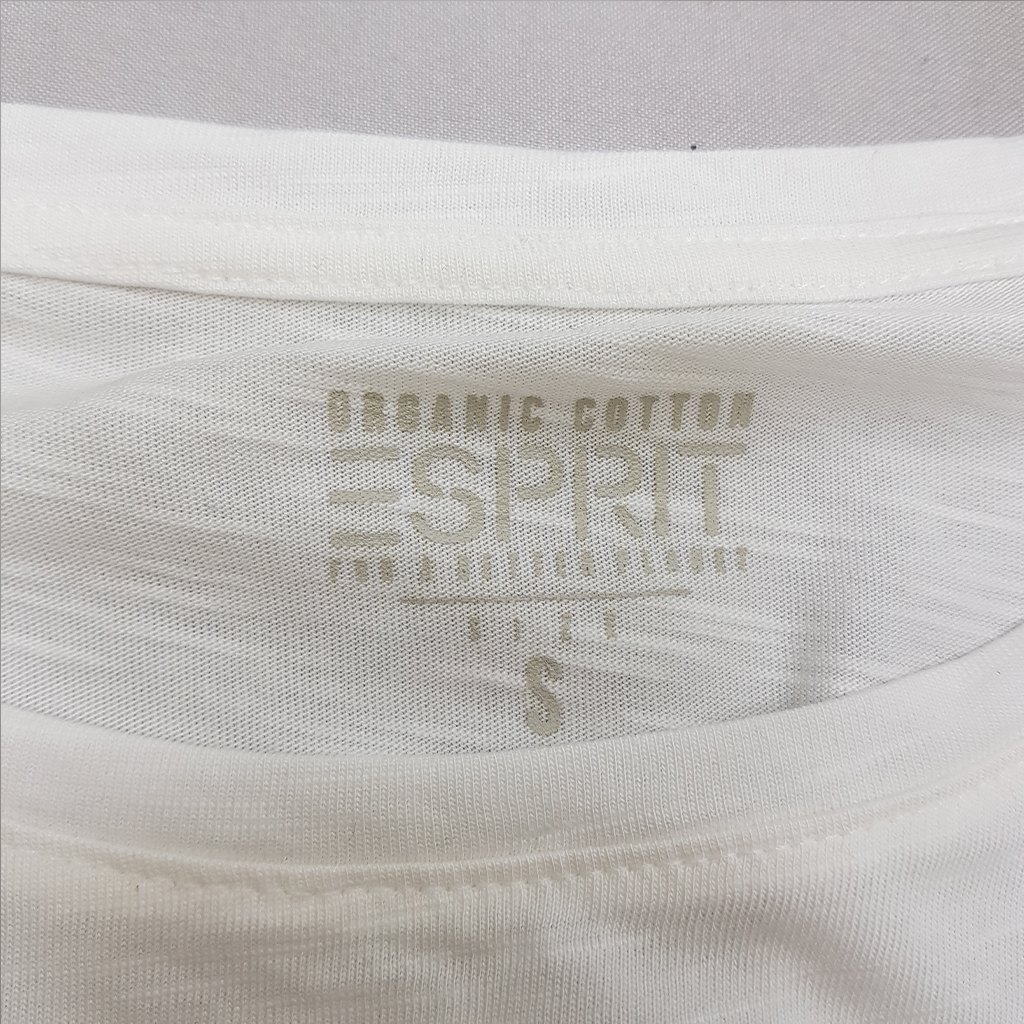 ORGANIC COTTON
ESPRIT
FOR A BETTER PLANET
SIZE
S